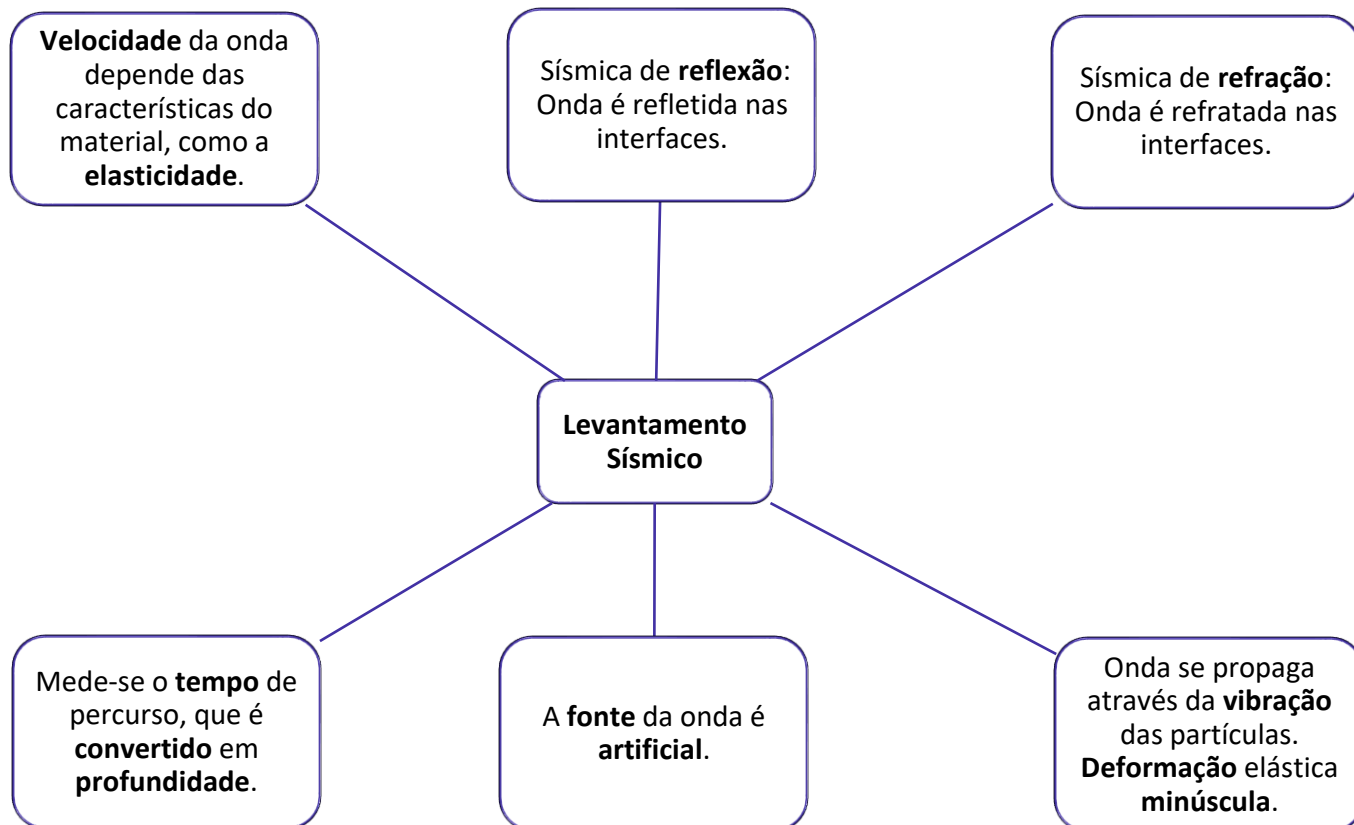 Velocidade da onda
depende das
características do
material, como a
elasticidade.
Sísmica de reflexão:
Onda é refletida nas
interfaces.
Sísmica de refração:
Onda é refratada nas
interfaces.
Levantamento
Sísmico
Mede-se o tempo de
percurso, que é
convertido em
profundidade.
A fonte da onda é
artificial.
Onda se propaga
através da vibração
das partículas.
Deformação elástica
minúscula.